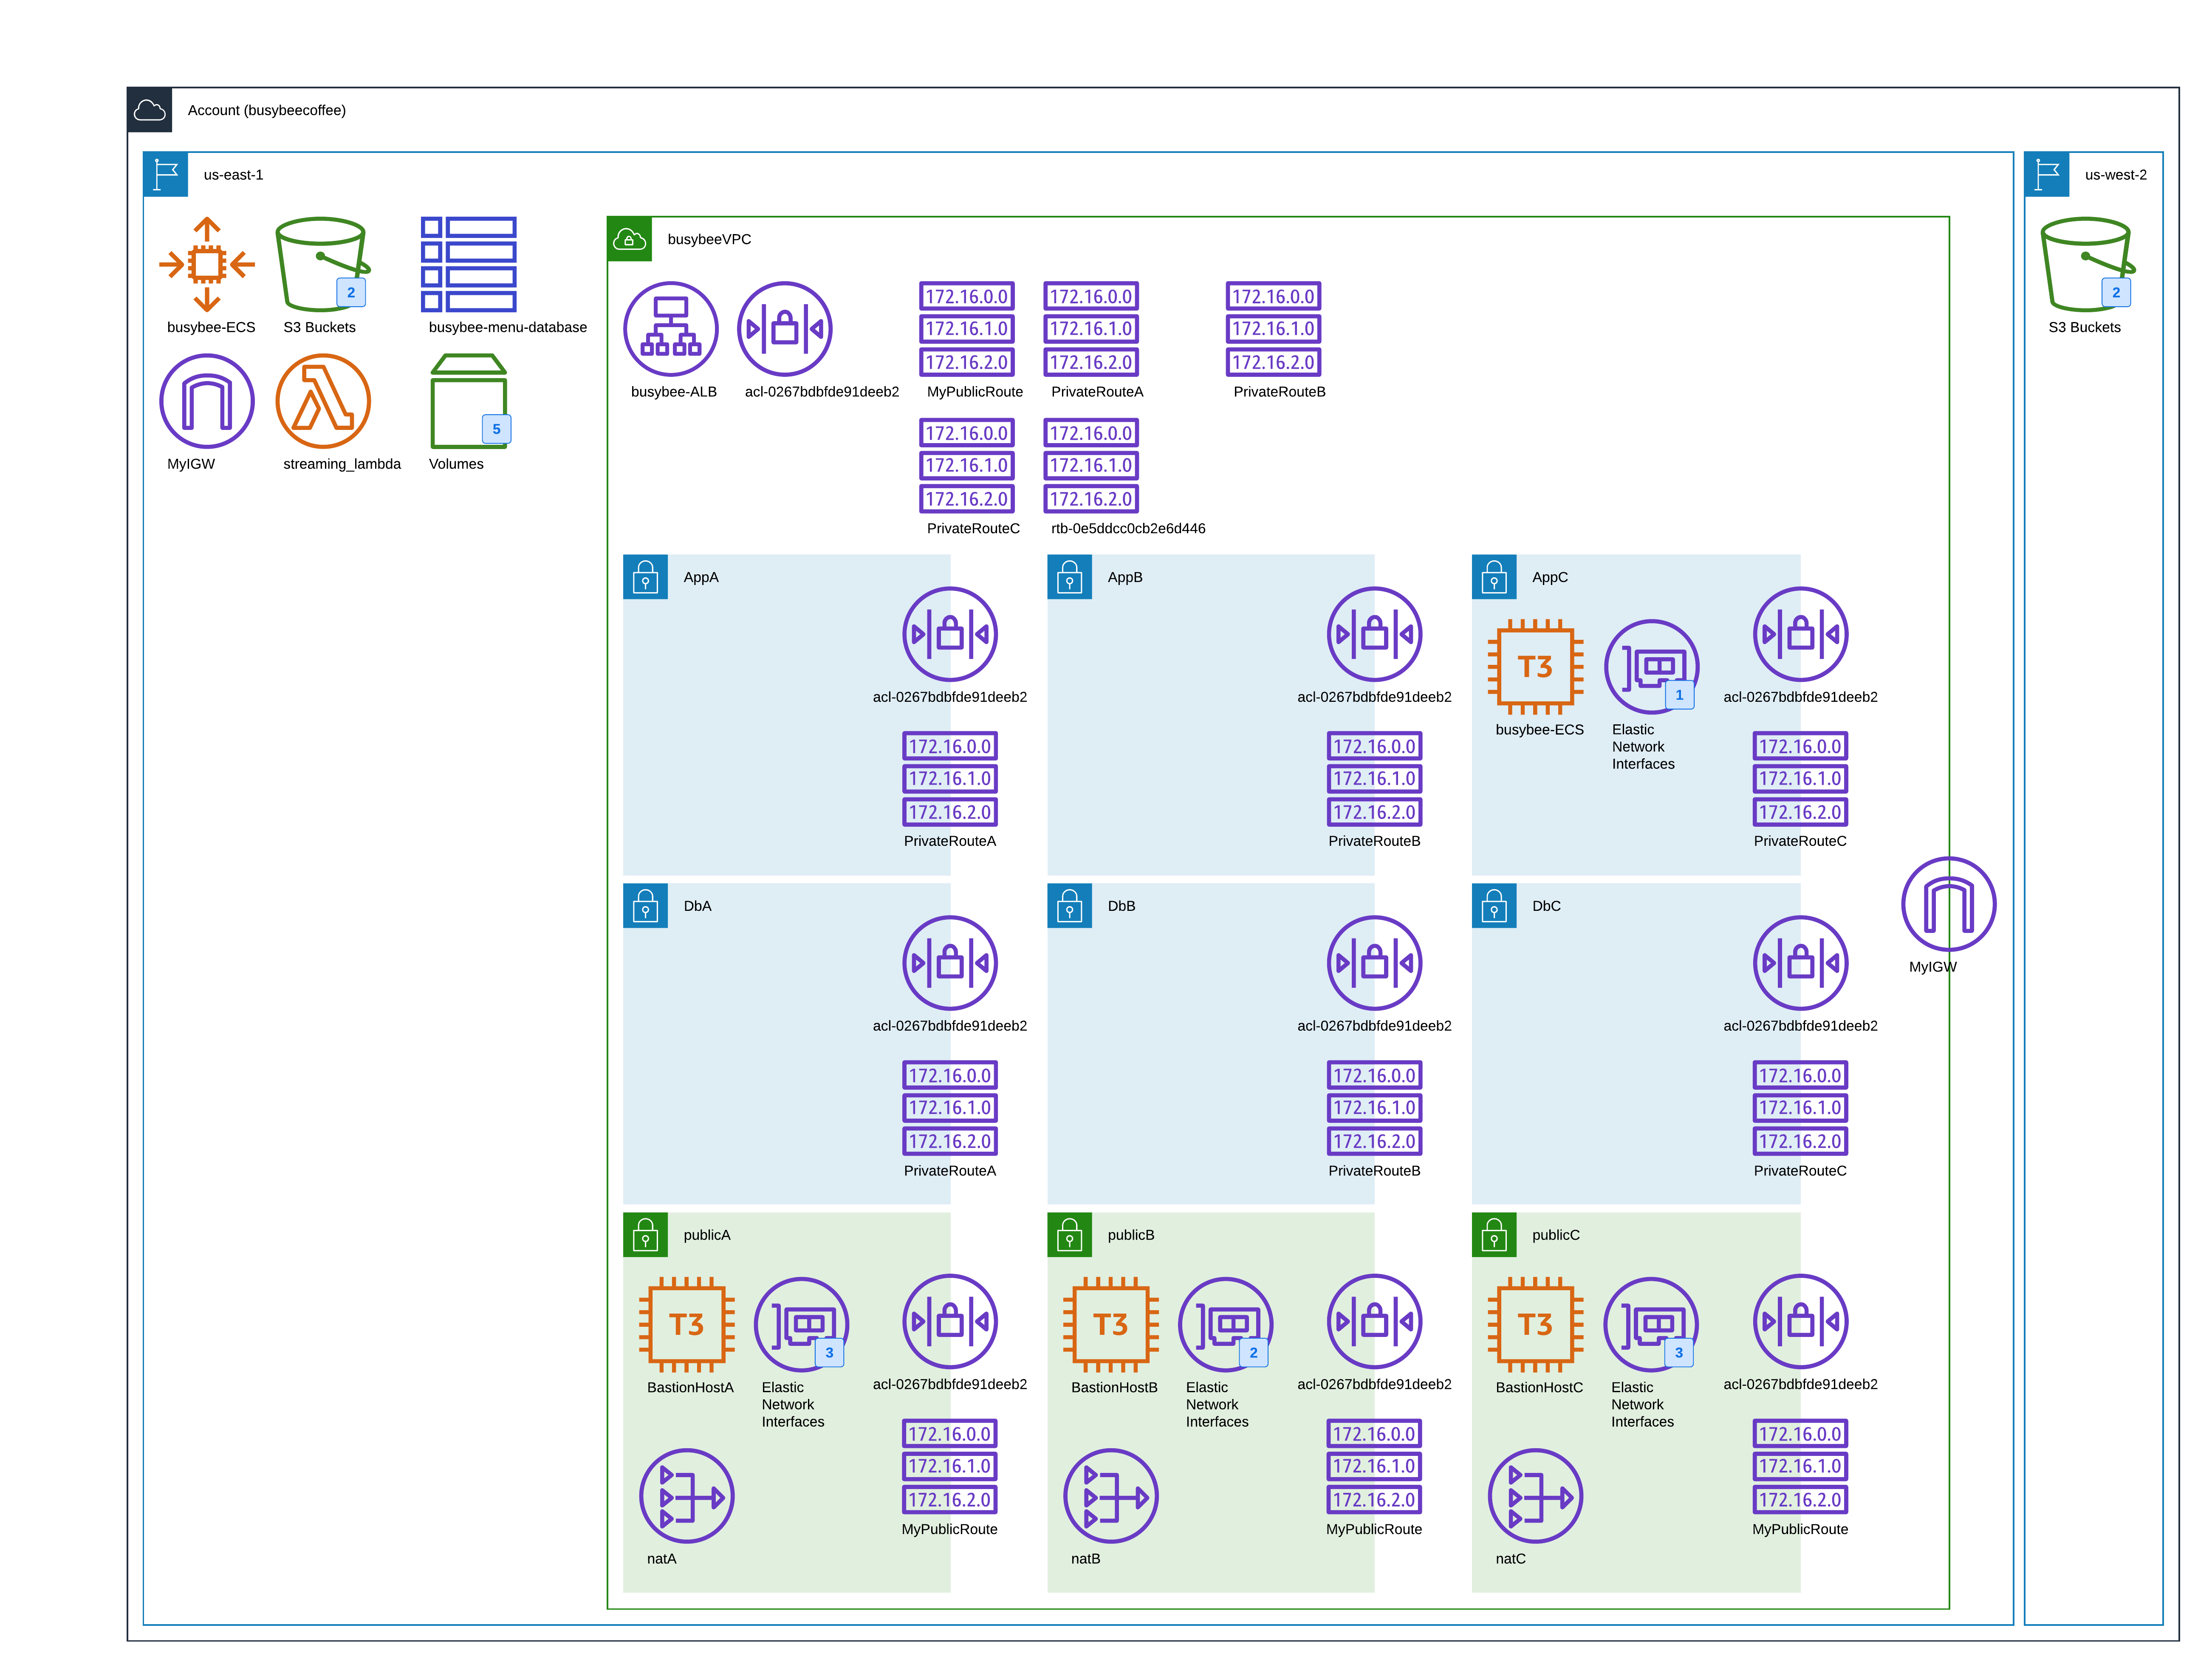 Account (busybeecoffee)
us-east-1
us-west-2
busybee-ECS
2
S3 Buckets
busybee-menu-database
MyIGW
streaming_lambda
5
Volumes
2
S3 Buckets
busybeeVPC
busybee-ALB
acl-0267bdbfde91deeb2
172.16.0.0
172.16.1.0
172.16.2.0
MyPublicRoute
172.16.0.0
172.16.1.0
172.16.2.0
PrivateRouteA
172.16.0.0
172.16.1.0
172.16.2.0
PrivateRouteB
172.16.0.0
172.16.1.0
172.16.2.0
PrivateRouteC
172.16.0.0
172.16.1.0
172.16.2.0
rtb-0e5ddcc0cb2e6d446
AppA
acl-0267bdbfde91deeb2
172.16.0.0
172.16.1.0
172.16.2.0
PrivateRouteA
AppB
acl-0267bdbfde91deeb2
172.16.0.0
172.16.1.0
172.16.2.0
PrivateRouteB
AppC
T3
busybee-ECS
1
Elastic
Network
Interfaces
acl-0267bdbfde91deeb2
172.16.0.0
172.16.1.0
172.16.2.0
PrivateRouteC
MyIGW
DbA
acl-0267bdbfde91deeb2
172.16.0.0
172.16.1.0
172.16.2.0
PrivateRouteA
DbB
acl-0267bdbfde91deeb2
172.16.0.0
172.16.1.0
172.16.2.0
PrivateRouteB
DbC
acl-0267bdbfde91deeb2
172.16.0.0
172.16.1.0
172.16.2.0
PrivateRouteC
publicA
T3
BastionHostA
3
Elastic
Network
Interfaces
acl-0267bdbfde91deeb2
172.16.0.0
172.16.1.0
172.16.2.0
MyPublicRoute
natA
publicB
T3
BastionHostB
2
Elastic
Network
Interfaces
acl-0267bdbfde91deeb2
172.16.0.0
172.16.1.0
172.16.2.0
MyPublicRoute
natB
publicC
T3
BastionHostC
3
Elastic
Network
Interfaces
acl-0267bdbfde91deeb2
172.16.0.0
172.16.1.0
172.16.2.0
MyPublicRoute
natC